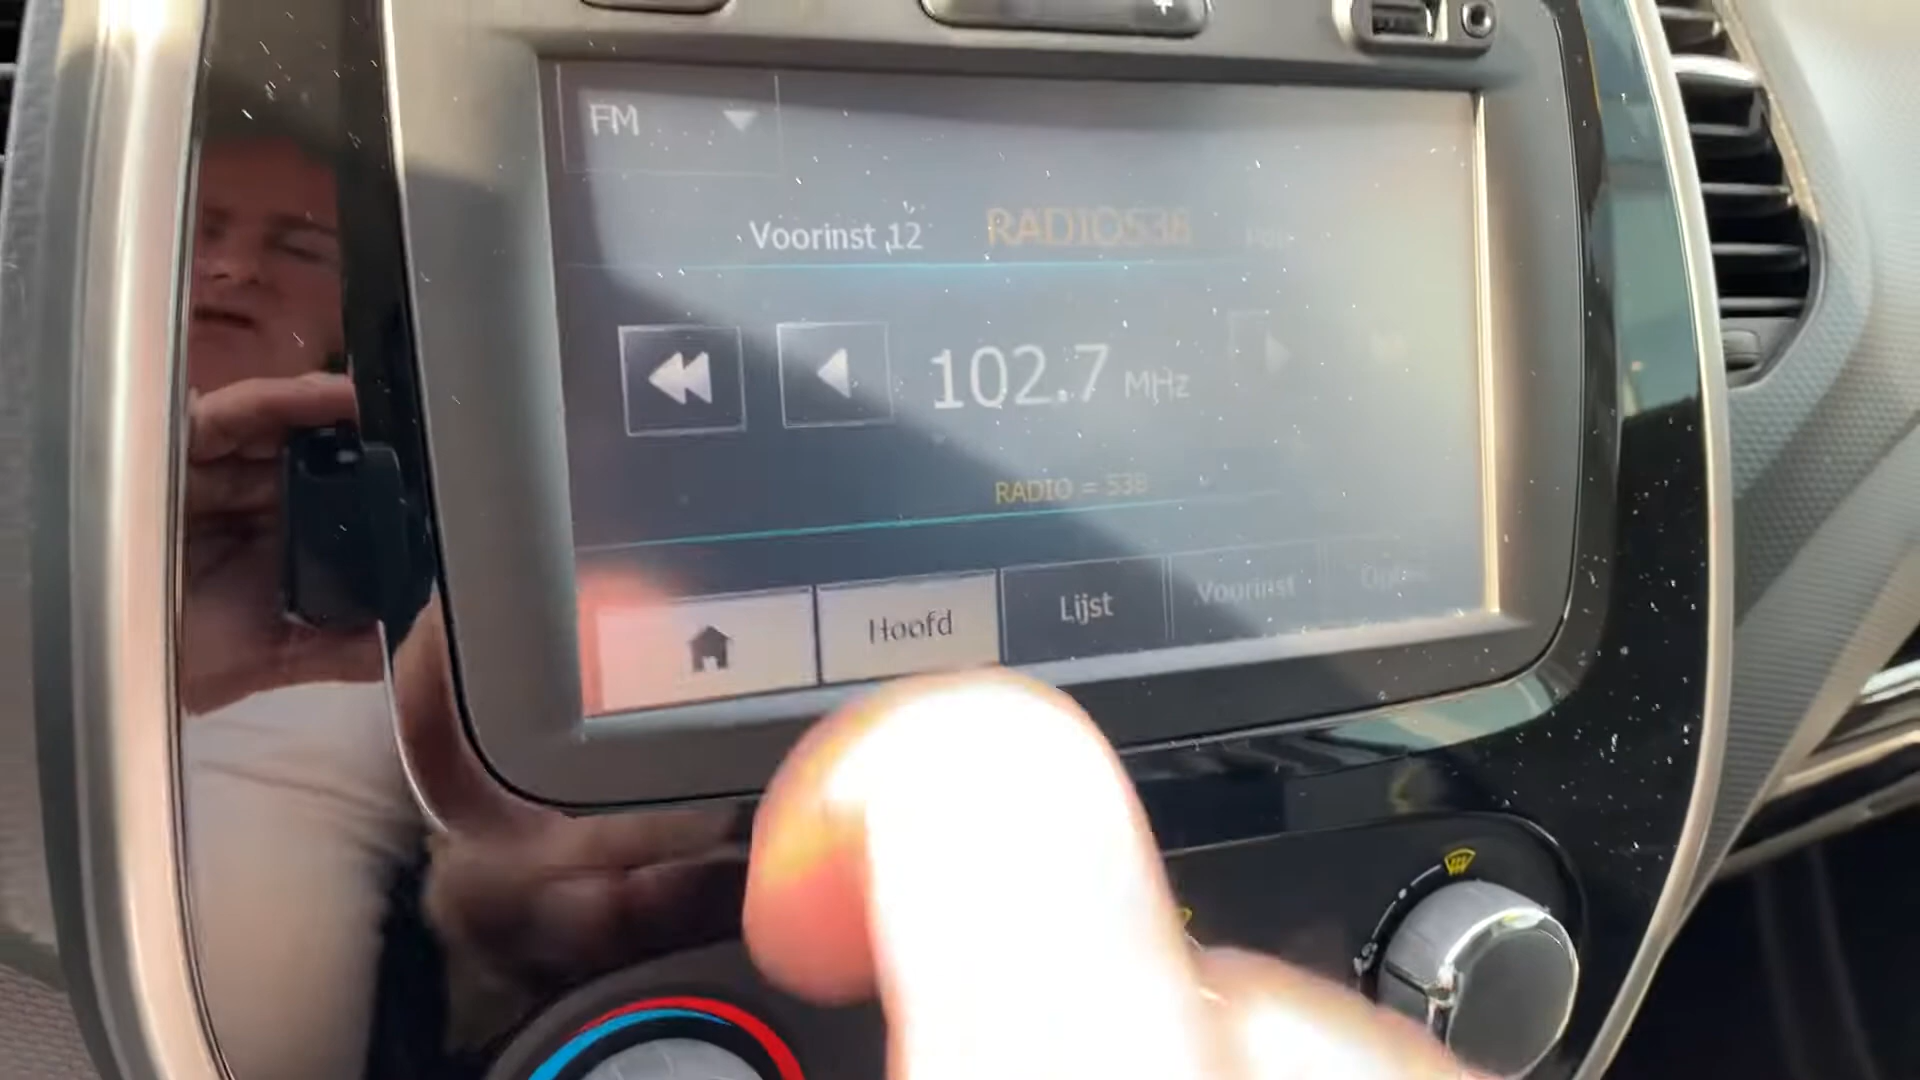 FM
Voorinst 12
RADIO538
102.7 MHz
RADIO = 538
Hoofd
Lijst
Voorinst